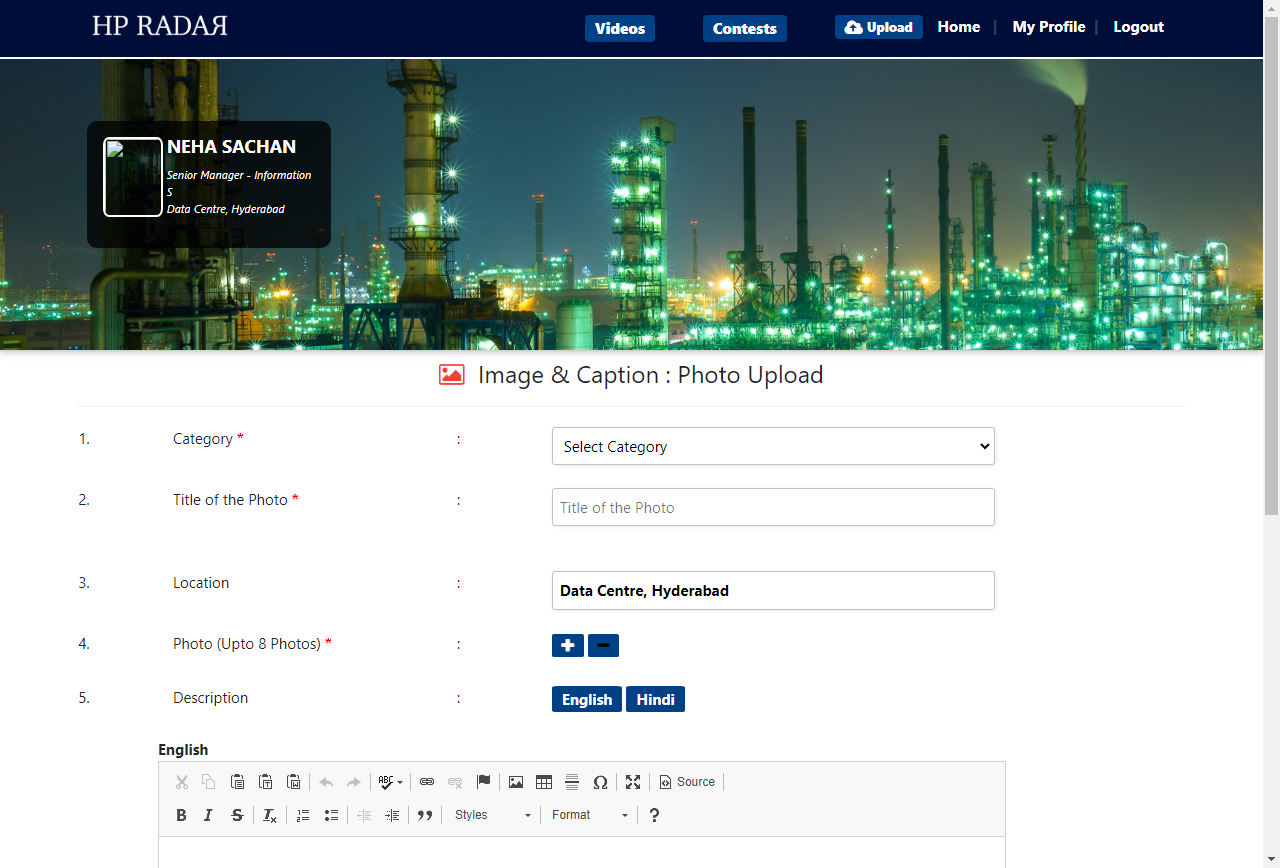 HP RADAЯ
Videos
Contests
Upload
Home
|
My Profile
|
Logout
NEHA SACHAN
Senior Manager - Information
S
Data Centre, Hyderabad
Image & Caption : Photo Upload
1. Category * : Select Category
2. Title of the Photo * : Title of the Photo
3. Location : Data Centre, Hyderabad
4. Photo (Upto 8 Photos) * :
5. Description : English Hindi
English
ABC Source
B I S Tx Styles Format ?